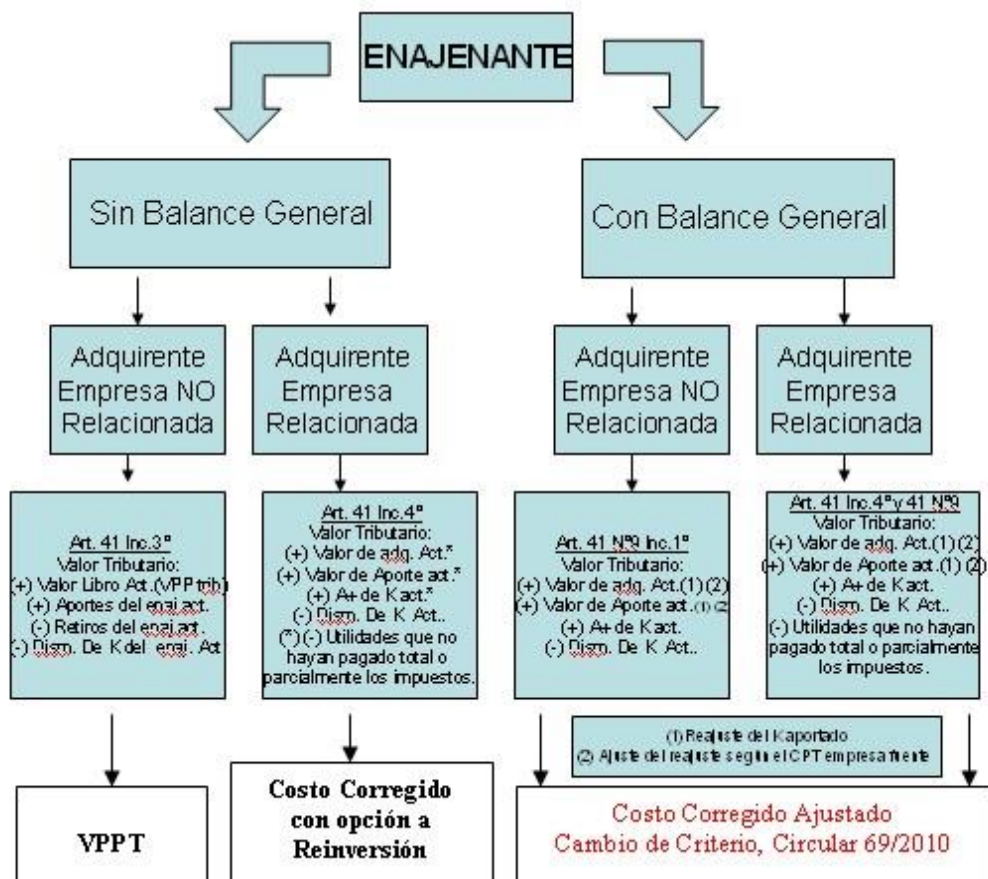 ENAJENANTE
Sin Balance General
Con Balance General
Adquirente
Empresa NO
Relacionada
Adquirente
Empresa
Relacionada
Adquirente
Empresa NO
Relacionada
Adquirente
Empresa
Relacionada
Art. 41 Inc.3°
Valor Tributario:
(+) Valor Libro Act.(VPP trib)
(+) Aportes del enaj.act.
(-) Retiros del enaj.act.
(-) Dism. De K del enaj. Act
Art. 41 Inc.4°
Valor Tributario:
(+) Valor de adq. Act.*
(+) Valor de Aporte act.*
(+) A+ de K act.*
(-) Dism. De K Act..
(*)(-) Utilidades que no
hayan pagado total o
parcialmente los impuestos.
Art. 41 N°9 Inc.1°
Valor Tributario:
(+) Valor de adq. Act.(1)(2)
(+) Valor de Aporte act.(1)(2)
(+) A+ de K act.
(-) Dism. De K Act..
Art. 41 Inc.4° y 41 N°9
Valor Tributario:
(+) Valor de adq. Act.(1)(2)
(+) Valor de Aporte act.(1)(2)
(+) A+ de K act.
(-) Dism. De K Act..
(-) Utilidades que no hayan
pagado total o parcialmente
los impuestos.
(1) Reajuste del K aportado
(2) Ajuste del reajuste según el CPT empresa fuente
VPPT
Costo Corregido
con opción a
Reinversión
Costo Corregido Ajustado
Cambio de Criterio, Circular 69/2010